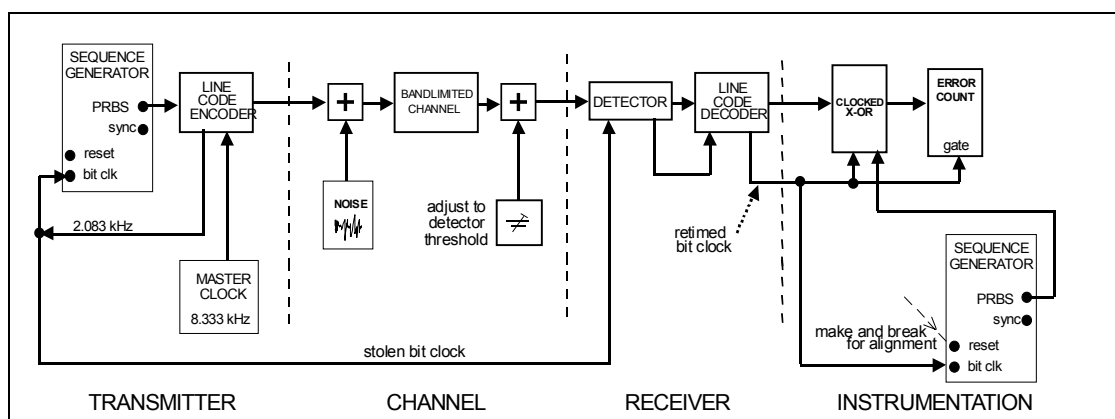 SEQUENCE
GENERATOR
PRBS
sync
reset
bit clk
LINE
CODE
ENCODER
2.083 kHz
MASTER
CLOCK
8.333 kHz
+
NOISE
BANDLIMITED
CHANNEL
+
adjust to
detector
threshold
stolen bit clock
DETECTOR
LINE
CODE
DECODER
retimed
bit clock
CLOCKED
X-OR
ERROR
COUNT
gate
SEQUENCE
GENERATOR
PRBS
sync
make and break
for alignment
reset
bit clk
TRANSMITTER
CHANNEL
RECEIVER
INSTRUMENTATION